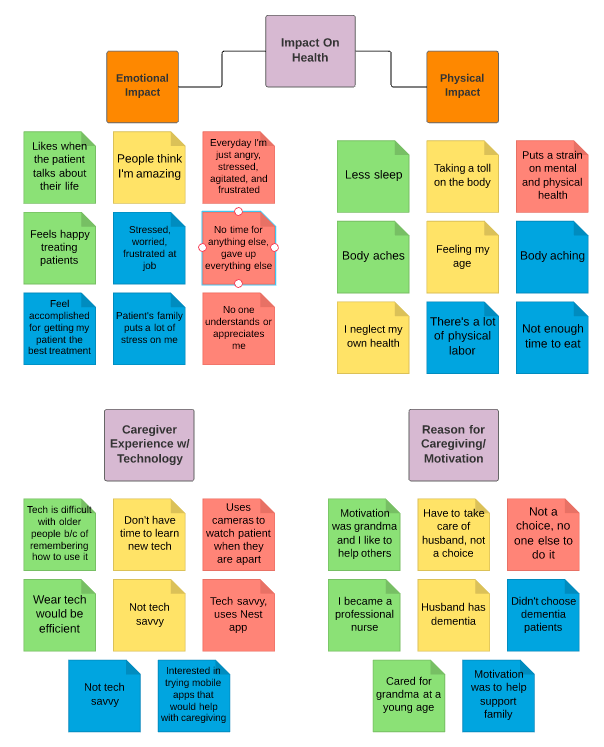 Impact On
Health
Emotional
Impact
Physical
Impact
Likes when
the patient
talks about
their life
People think
I'm amazing
Everyday I'm
just angry,
stressed,
agitated, and
frustrated
Feels happy
treating
patients
Stressed,
worried,
frustrated at
job
No time for
anything else,
gave up
everything else
Feel
accomplished
for getting my
patient the
best treatment
Patient's family
puts a lot of
stress on me
No one
understands or
appreciates
me
Less sleep
Taking a toll
on the body
Puts a strain
on mental
and physical
health
Body aches
Feeling my
age
Body aching
I neglect my
own health
There's a lot
of physical
labor
Not enough
time to eat
Caregiver
Experience w/
Technology
Tech is difficult
with older
people b/c of
remembering
how to use it
Don't have
time to learn
new tech
Uses
cameras to
watch patient
when they
are apart
Wear tech
would be
efficient
Not tech
savvy
Tech savvy,
uses Nest
app
Not tech
savvy
Interested in
trying mobile
apps that
would help
with caregiving
Reason for
Caregiving/
Motivation
Motivation
was grandma
and I like to
help others
Have to take
care of
husband, not
a choice
Not a
choice, no
one else to
do it
I became a
professional
nurse
Husband has
dementia
Didn't choose
dementia
patients
Cared for
grandma at a
young age
Motivation
was to help
support
family